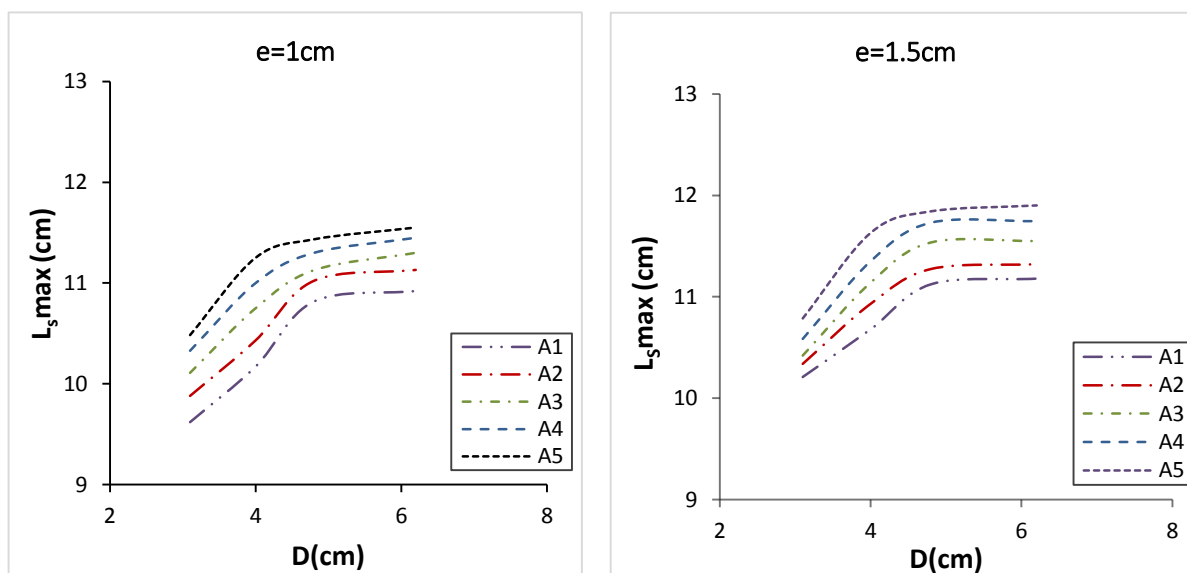 e=1cm
13
12
11
10
9
2
4
6
8
Lsmax (cm)
D(cm)
A1
A2
A3
A4
A5
e=1.5cm
13
12
11
10
9
2
4
6
8
LSmax (cm)
D(cm)
A1
A2
A3
A4
A5